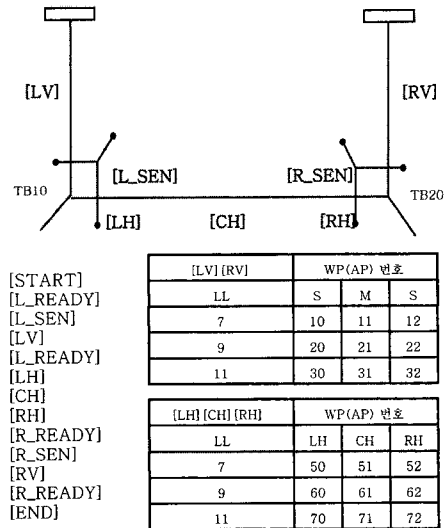 [LV]
[RV]
[L_SEN]
[R_SEN]
TB10
TB20
[LH]
[CH]
[RH]
[START]
[L_READY]
[L_SEN]
[LV]
[L_READY]
[LH]
[CH]
[RH]
[R_READY]
[R_SEN]
[RV]
[R_READY]
[END]
[LV] [RV] WP(AP) 번호
LL S M S
7 10 11 12
9 20 21 22
11 30 31 32
[LH] [CH] [RH] WP(AP) 번호
LL LH CH RH
7 50 51 52
9 60 61 62
11 70 71 72